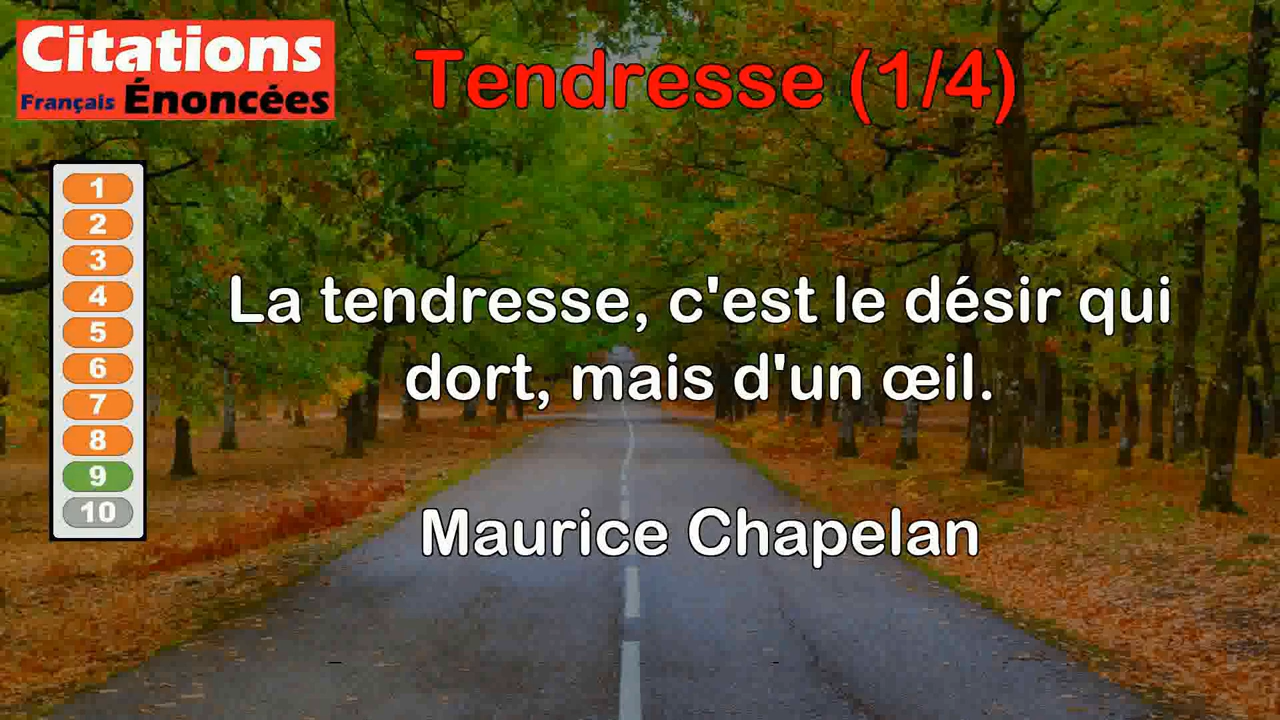 Citations
Français Énoncées
Tendresse (1/4)
1
2
3
4
5
6
7
8
9
10
La tendresse, c'est le désir qui
dort, mais d'un œil.
Maurice Chapelan